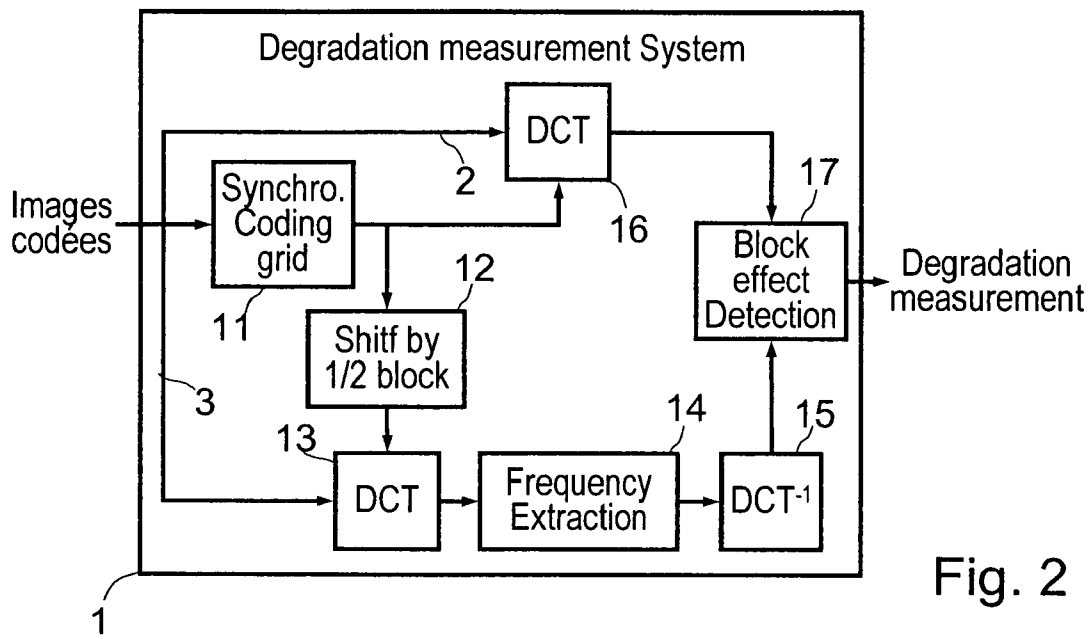 Degradation measurement System
DCT
2
16
17
Images
codées
Synchro.
Coding
grid
11
12
Block
effect
Detection
Degradation
measurement
Shitf by
1/2 block
3
13
DCT
14
Frequency
Extraction
15
DCT-1
1
Fig. 2